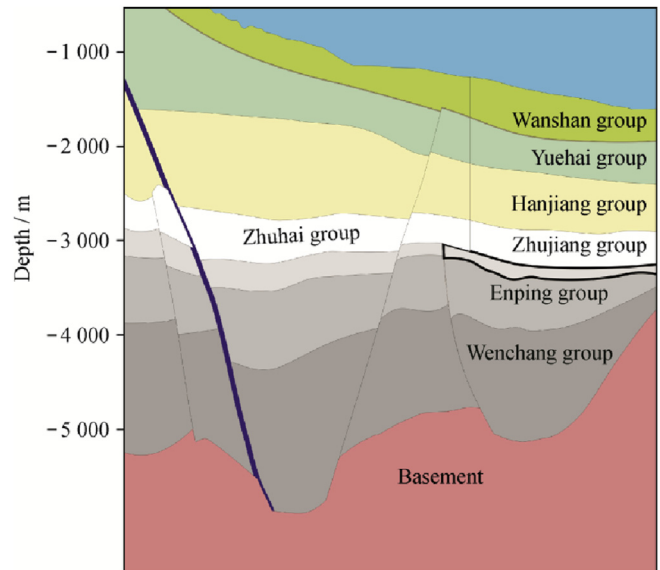 −1 000
Wanshan group
−2 000
Yuehai group
Hanjiang group
Zhuhai group
Zhujiang group
−3 000
Enping group
−4 000
Wenchang group
−5 000
Basement
Depth / m